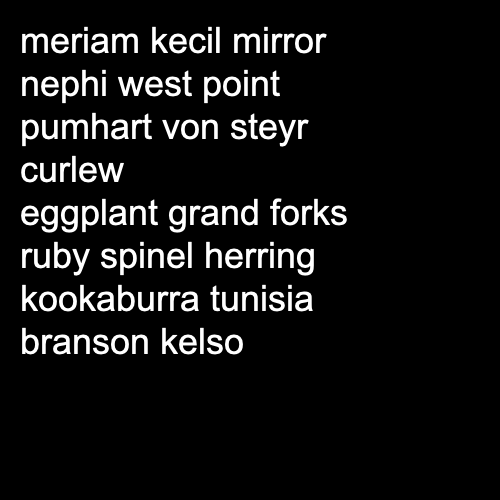 meriam kecil mirror
nephi west point
pumhart von steyr
curlew
eggplant grand forks
ruby spinel herring
kookaburra tunisia
branson kelso